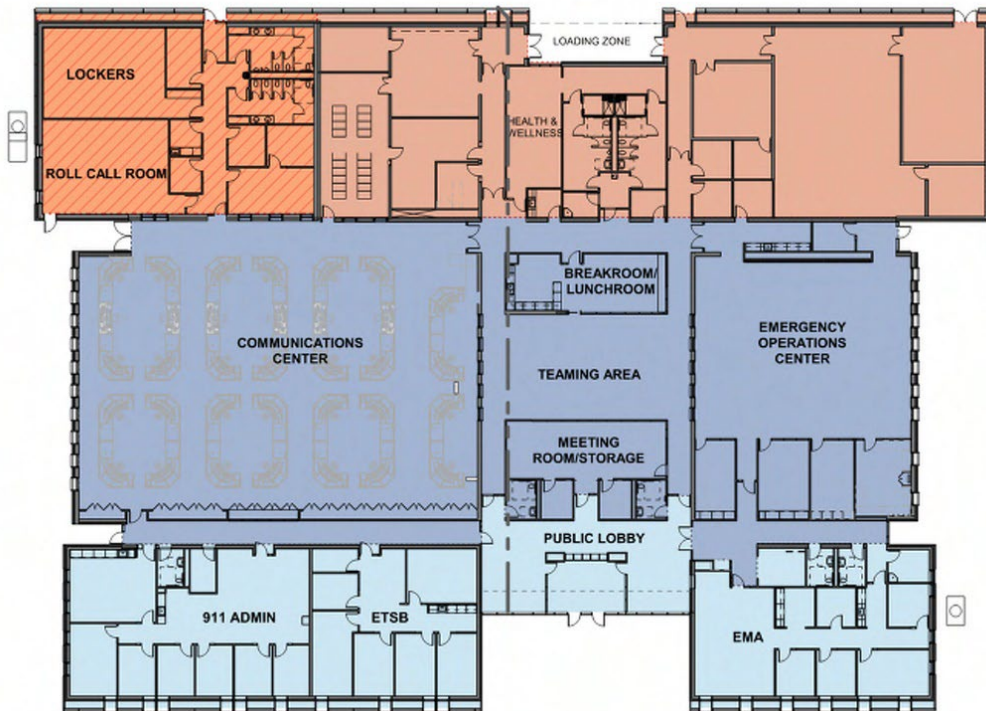 LOADING ZONE
LOCKERS
HEALTH &
WELLNESS
ROLL CALL ROOM
BREAKROOM/
LUNCHROOM
COMMUNICATIONS
CENTER
EMERGENCY
OPERATIONS
CENTER
TEAMING AREA
MEETING
ROOM/STORAGE
PUBLIC LOBBY
911 ADMIN
ETSB
EMA